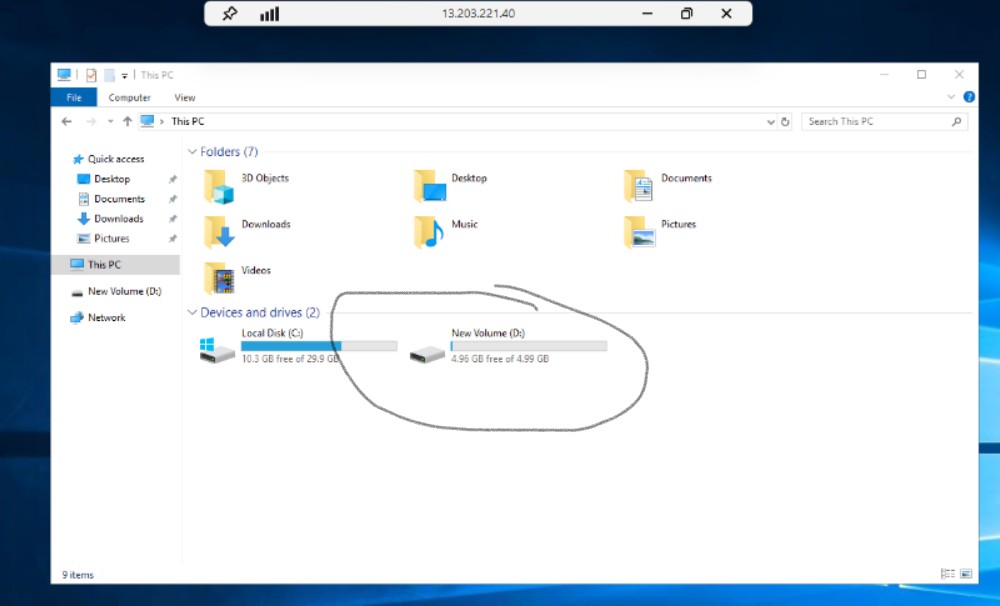 13.203.221.40
This PC
File Computer View
This PC
Search This PC
Quick access
Desktop
Documents
Downloads
Pictures
This PC
New Volume (D:)
Network
Folders (7)
3D Objects
Desktop
Documents
Downloads
Music
Pictures
Videos
Devices and drives (2)
Local Disk (C:)
10.3 GB free of 29.9 GB
New Volume (D:)
4.96 GB free of 4.99 GB
9 items